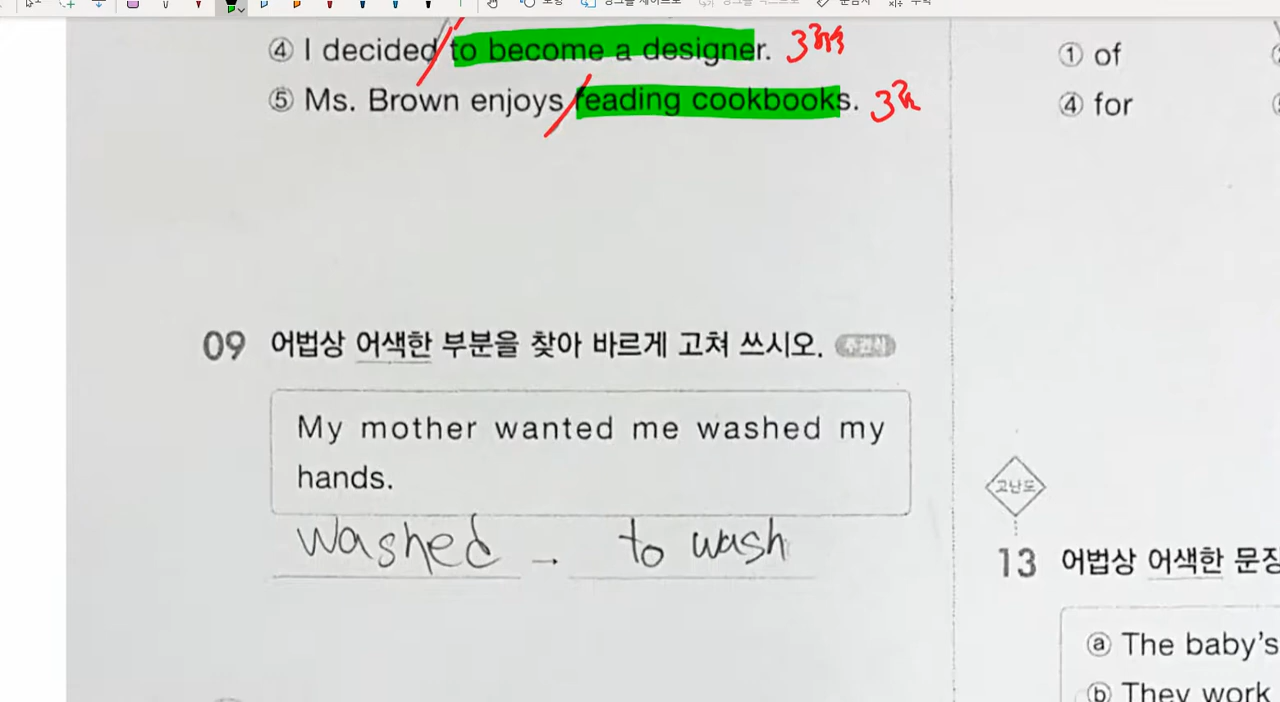 ④ I decided to become a designer. 3형식
⑤ Ms. Brown enjoys reading cookbooks. 3형
① of
④ for
09 어법상 어색한 부분을 찾아 바르게 고쳐 쓰시오. 주관식
My mother wanted me washed my
hands.
washed → to wash
고난도
13 어법상 어색한 문장
ⓐ The baby's
ⓑ They work